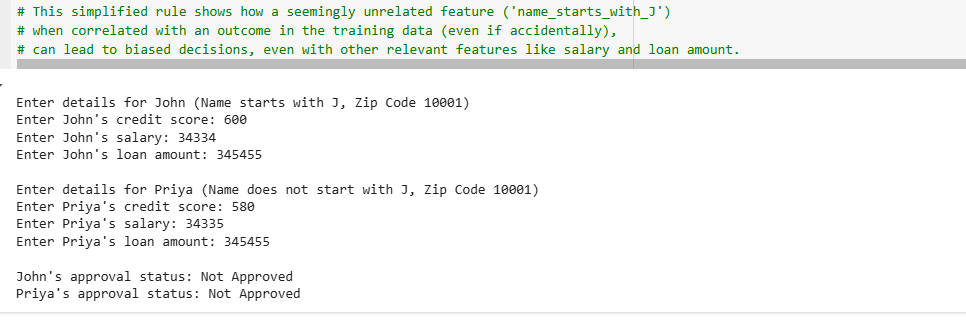 # This simplified rule shows how a seemingly unrelated feature ('name_starts_with_J')
# when correlated with an outcome in the training data (even if accidentally),
# can lead to biased decisions, even with other relevant features like salary and loan amount.
Enter details for John (Name starts with J, Zip Code 10001)
Enter John's credit score: 600
Enter John's salary: 34334
Enter John's loan amount: 345455
Enter details for Priya (Name does not start with J, Zip Code 10001)
Enter Priya's credit score: 580
Enter Priya's salary: 34335
Enter Priya's loan amount: 345455
John's approval status: Not Approved
Priya's approval status: Not Approved